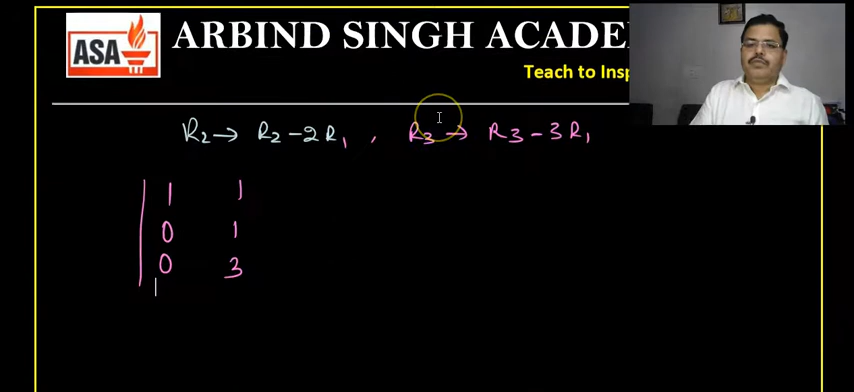 ASA
ARBIND SINGH ACADE
Teach to Insp
R2 → R2 - 2R1 , R3 → R3 - 3R1
1 1
0 1
0 3